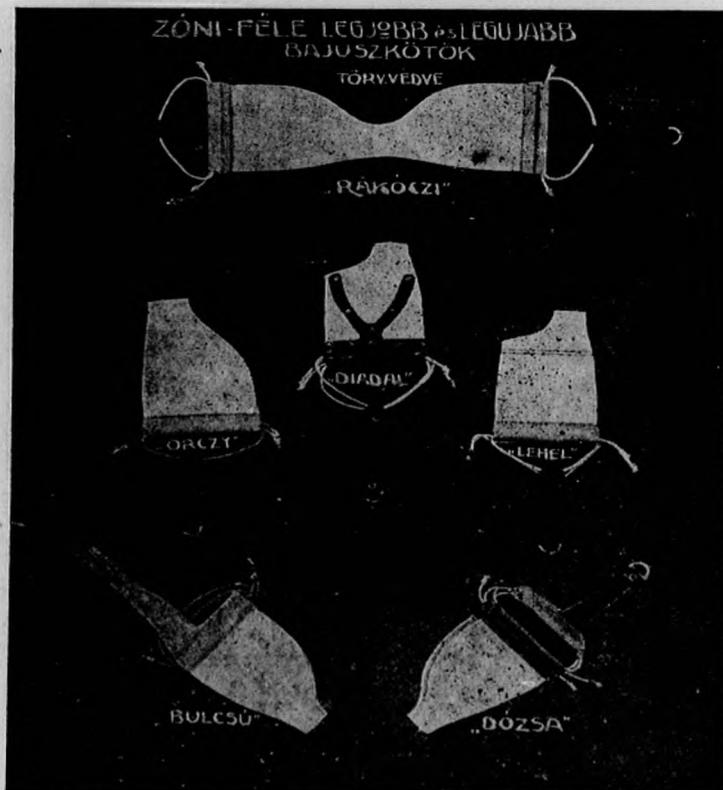 ZÓNI-FÉLE LEGJOBB és LEGUJABB
BAJUSZKÖTŐK
TÖRV. VÉDVE
„RÁKÓCZI”
„DIADAL”
„ORCZY”
„LEHEL”
„BULCSÚ”
„DÓZSA”